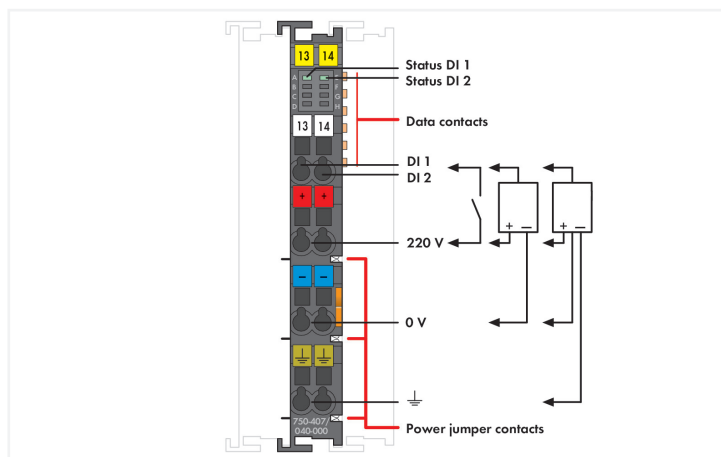 13 14
Status DI 1
Status DI 2
A
B
C
D
F
G
H
Data contacts
13 14
DI 1
DI 2
+ +
+ − + −
220 V
− −
0 V
Power jumper contacts
750-407/
040-000